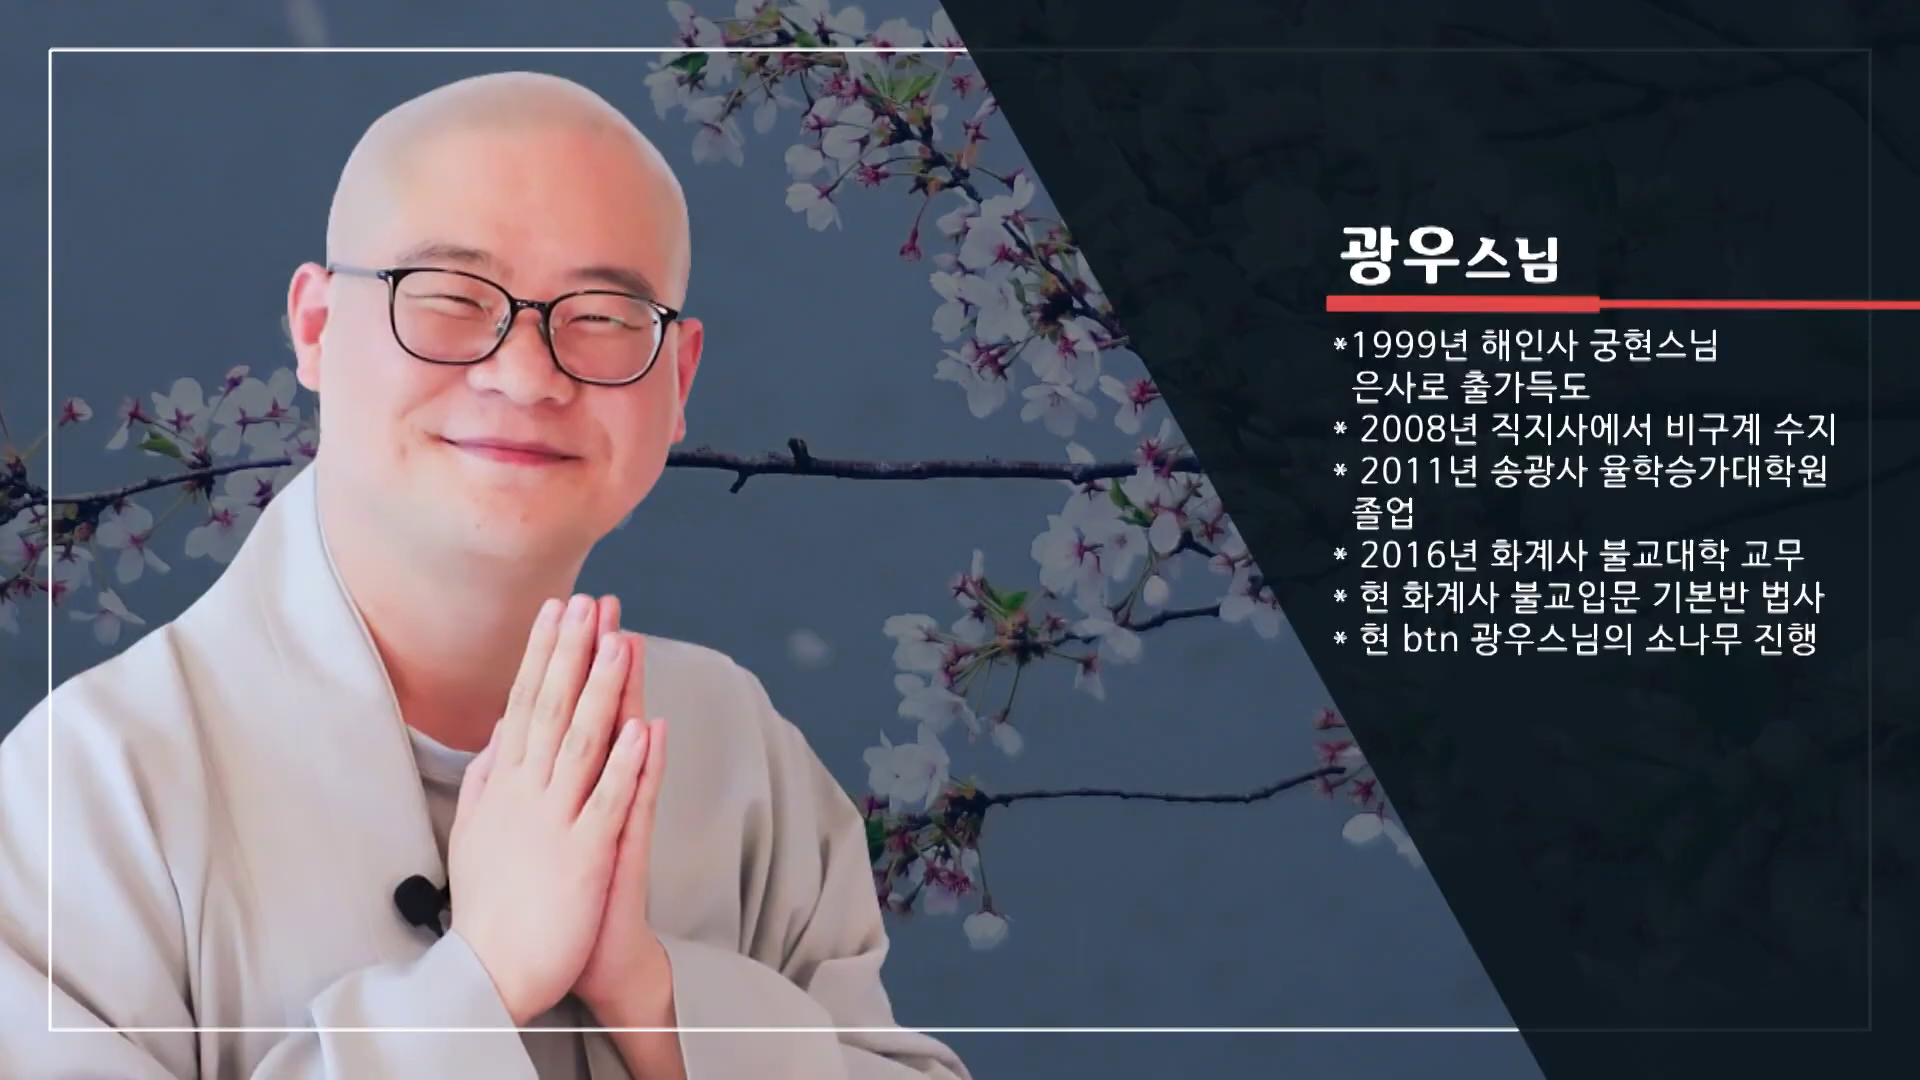 광우스님
*1999년 해인사 궁현스님
은사로 출가득도
* 2008년 직지사에서 비구계 수지
* 2011년 송광사 율학승가대학원
졸업
* 2016년 화계사 불교대학 교무
* 현 화계사 불교입문 기본반 법사
* 현 btn 광우스님의 소나무 진행